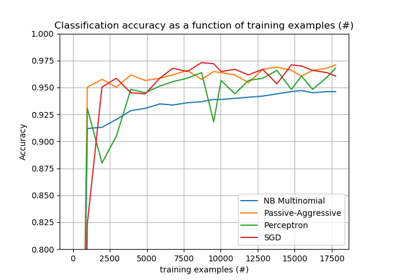 Classification accuracy as a function of training examples (#)
1.000
0.975
0.950
0.925
0.900
0.875
0.850
0.825
0.800
Accuracy
NB Multinomial
Passive-Aggressive
Perceptron
SGD
0 2500 5000 7500 10000 12500 15000 17500
training examples (#)